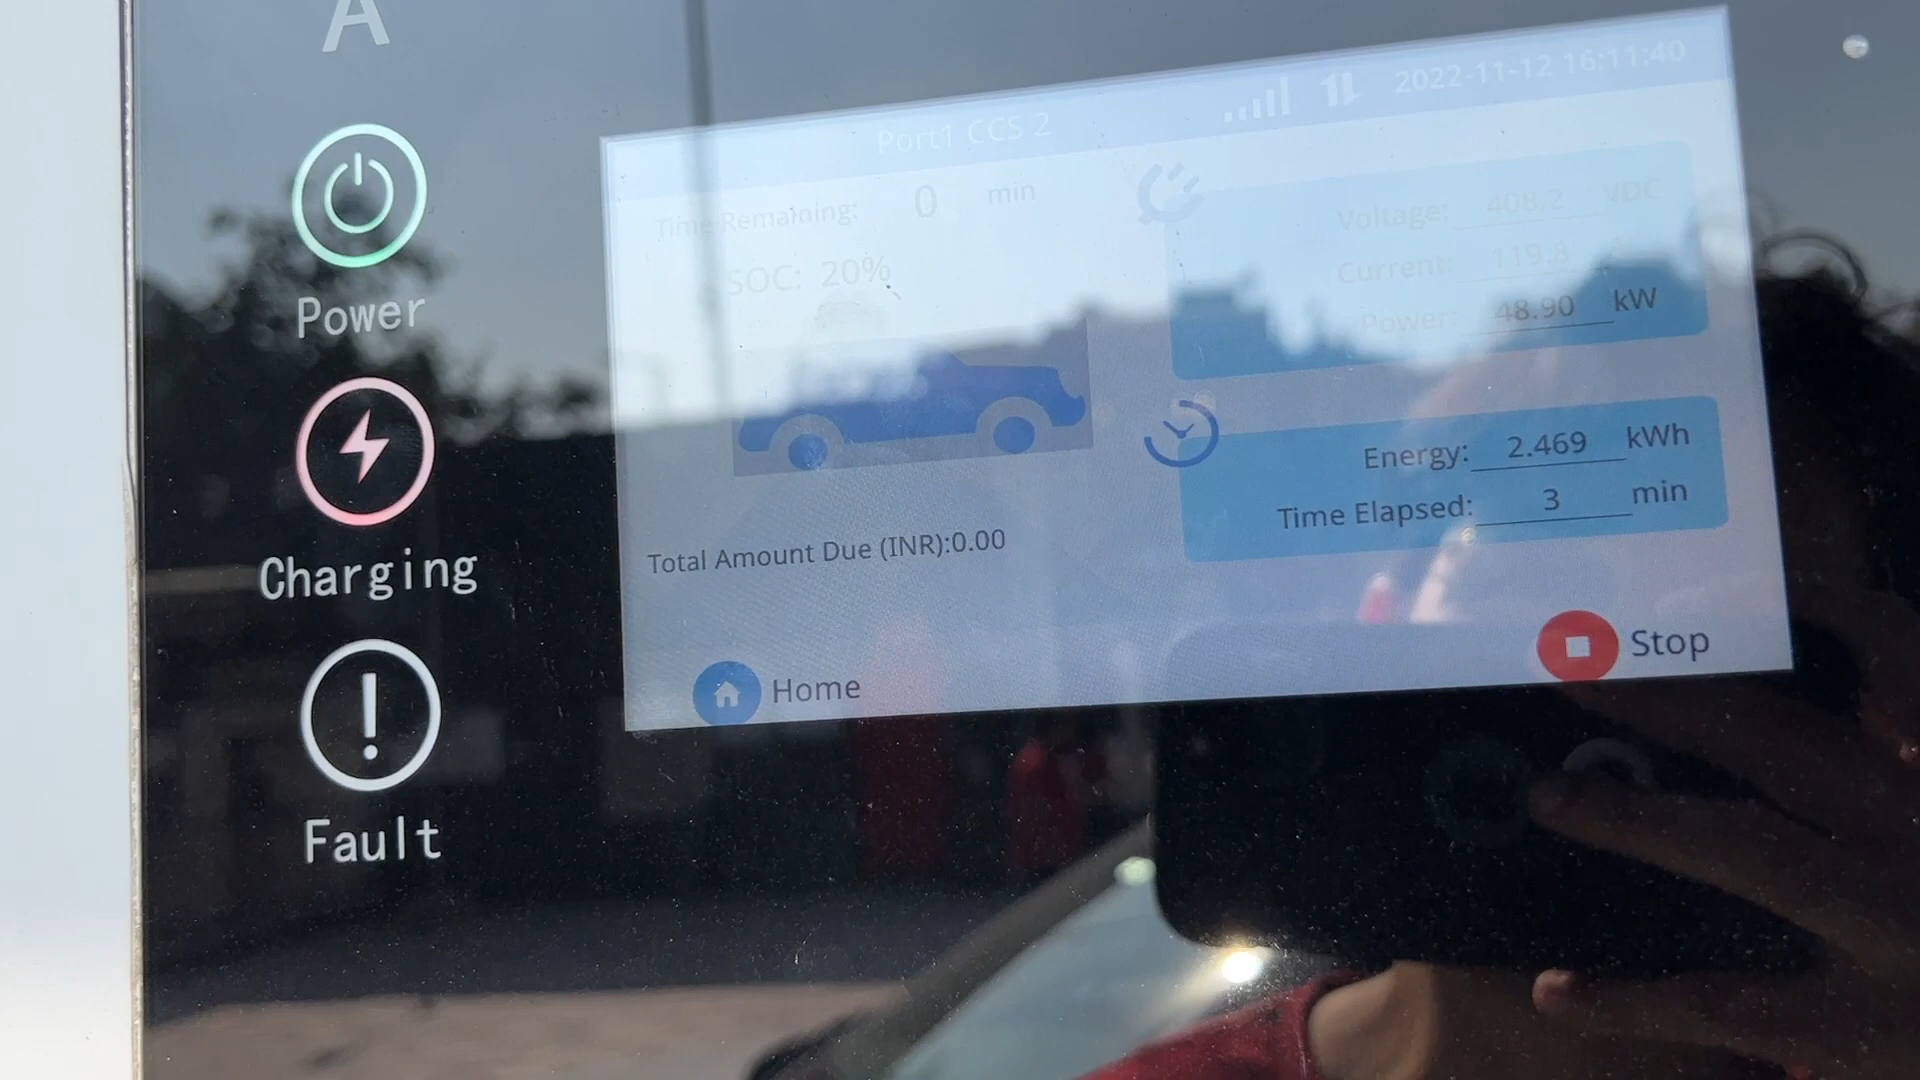 A
Power
Charging
Fault
Port1 CCS 2
2022-11-12 16:11:40
Time Remaining: 0 min
SOC: 20%
Voltage: 408.2 VDC
Current: 119.8
Power: 48.90 kW
Energy: 2.469 kWh
Time Elapsed: 3 min
Total Amount Due (INR):0.00
Home
Stop